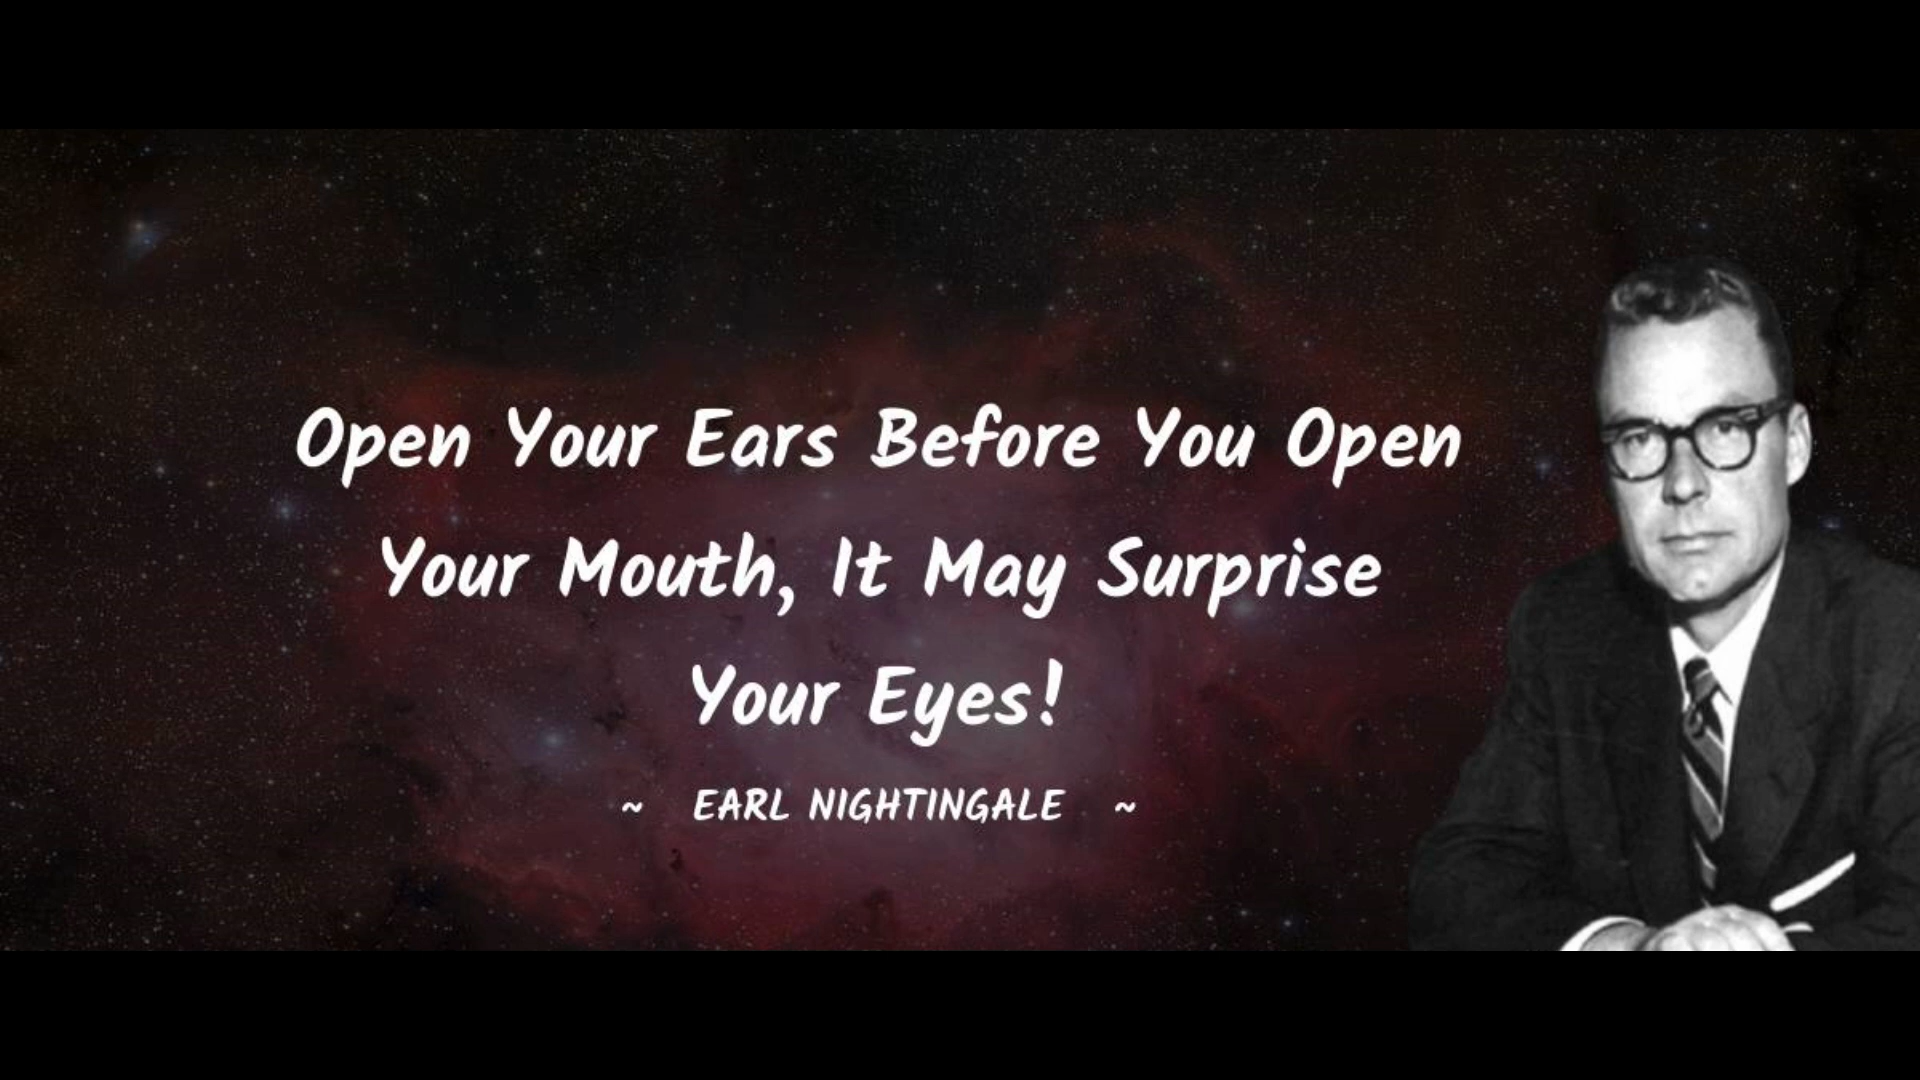 Open Your Ears Before You Open
Your Mouth, It May Surprise
Your Eyes!
~ EARL NIGHTINGALE ~